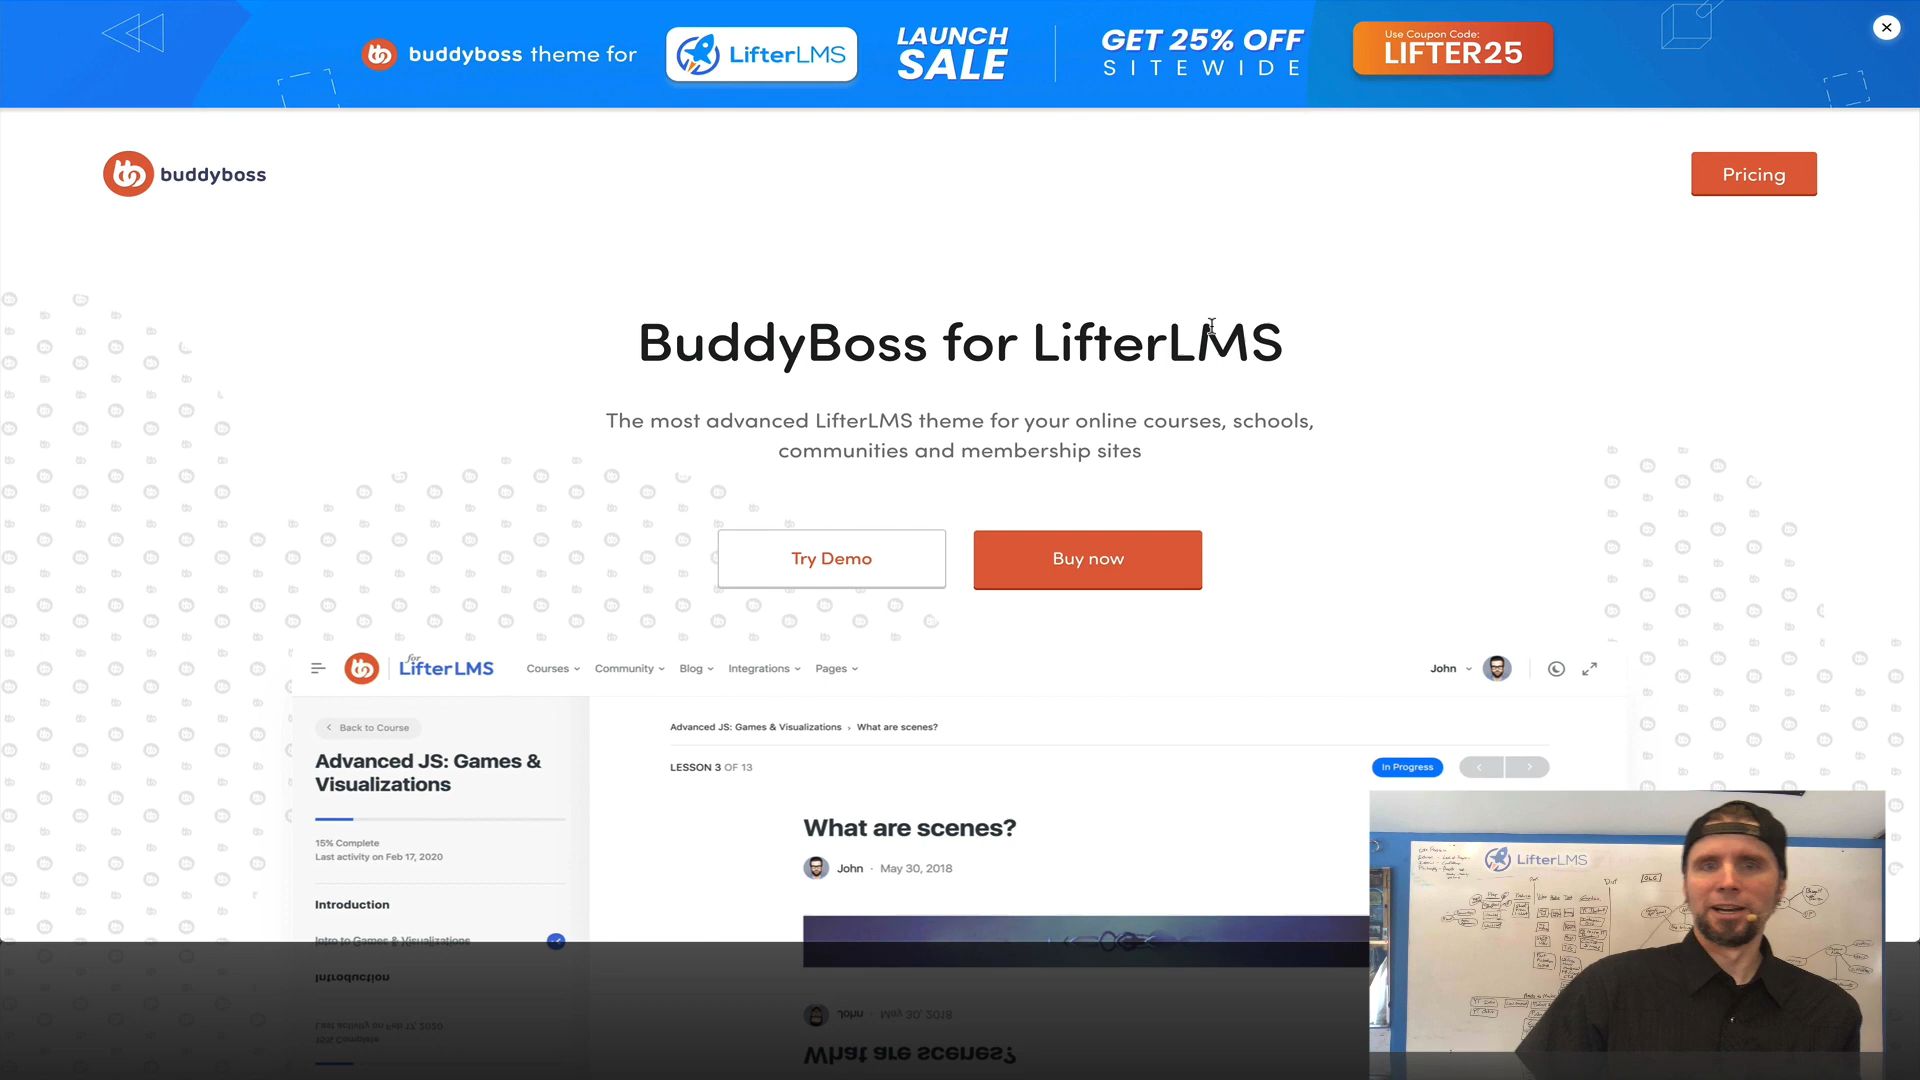 buddyboss theme for
LifterLMS
LAUNCH
SALE
GET 25% OFF
SITEWIDE
Use Coupon Code:
LIFTER25
buddyboss
Pricing
BuddyBoss for LifterLMS
The most advanced LifterLMS theme for your online courses, schools,
communities and membership sites
Try Demo
Buy now
for
LifterLMS
Courses
Community
Blog
Integrations
Pages
John
Back to Course
Advanced JS: Games &
Visualizations
15% Complete
Last activity on Feb 17, 2020
Introduction
Intro to Games & Visualizations
Advanced JS: Games & Visualizations › What are scenes?
LESSON 3 OF 13
In Progress
What are scenes?
John · May 30, 2018
LifterLMS